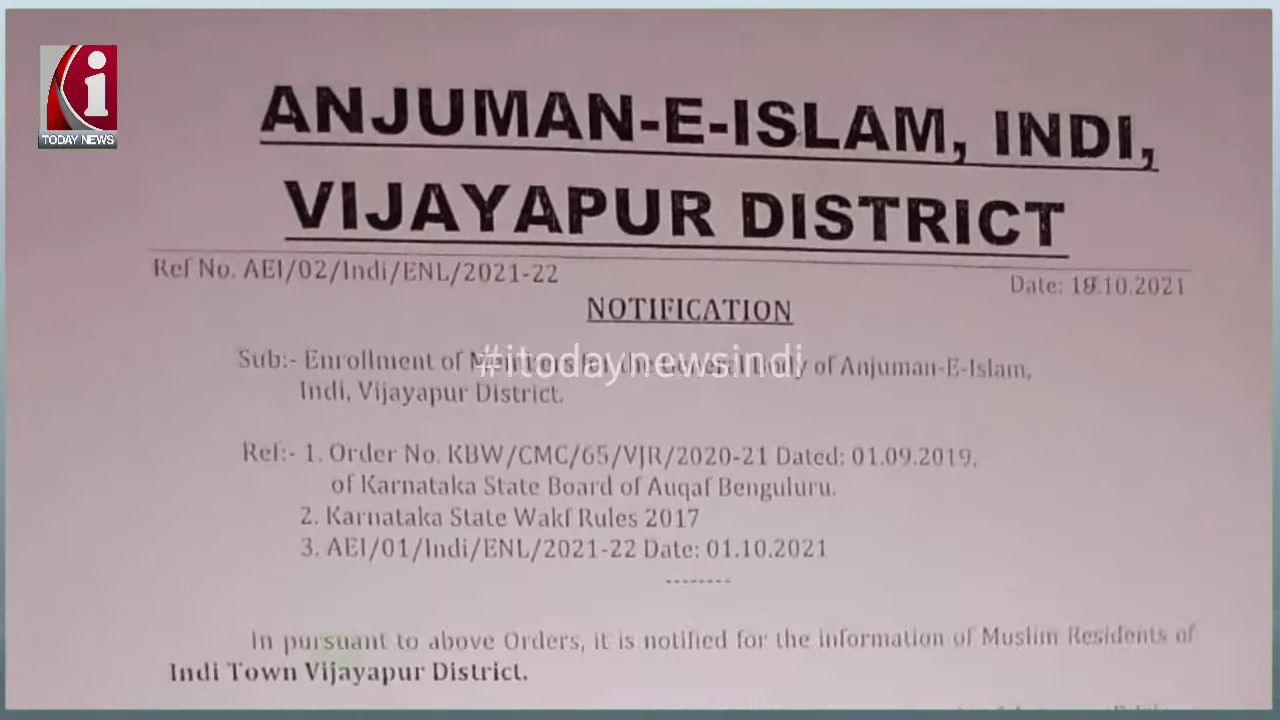 i
TODAY NEWS
ANJUMAN-E-ISLAM, INDI,
VIJAYAPUR DISTRICT
Ref No. AEI/02/Indi/ENL/2021-22
Date: 18.10.2021
NOTIFICATION
#itodaynewsindi
Sub:- Enrollment of Members for the General Body of Anjuman-E-Islam,
Indi, Vijayapur District.
Ref:- 1. Order No. KBW/CMC/65/VJR/2020-21 Dated: 01.09.2019,
of Karnataka State Board of Auqaf Benguluru.
2. Karnataka State Wakf Rules 2017
3. AEI/01/Indi/ENL/2021-22 Date: 01.10.2021
--------
In pursuant to above Orders, it is notified for the information of Muslim Residents of
Indi Town Vijayapur District.